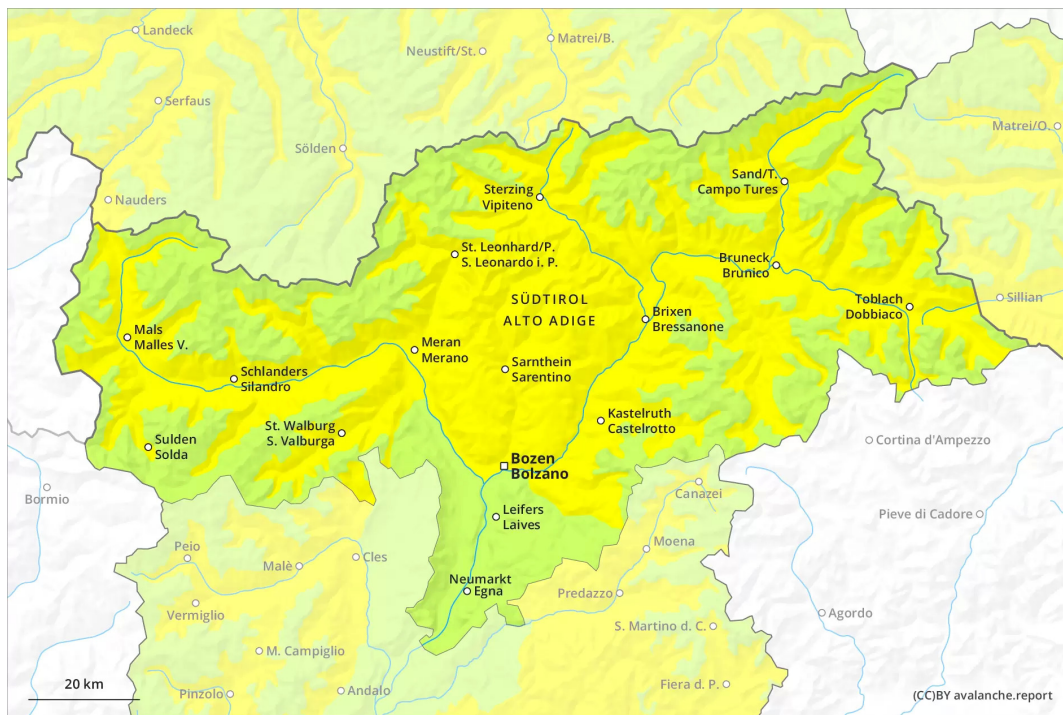 Landeck
Matrei/B.
Neustift/St.
Serfaus
Matrei/O.
Sölden
Sand/T.
Campo Tures
Sterzing
Vipiteno
Nauders
St. Leonhard/P.
S. Leonardo i. P.
Bruneck
Brunico
SÜDTIROL
ALTO ADIGE
Toblach
Dobbiaco
Sillian
Brixen
Bressanone
Mals
Malles V.
Meran
Merano
Sarnthein
Sarentino
Schlanders
Silandro
Kastelruth
Castelrotto
St. Walburg
S. Valburga
Sulden
Solda
Cortina d'Ampezzo
Bozen
Bolzano
Bormio
Canazei
Leifers
Laives
Pieve di Cadore
Moena
Peio
Cles
Malè
Neumarkt
Egna
Predazzo
Vermiglio
Agordo
S. Martino d. C.
M. Campiglio
20 km
Pinzolo
Andalo
Fiera d. P.
(CC)BY avalanche.report